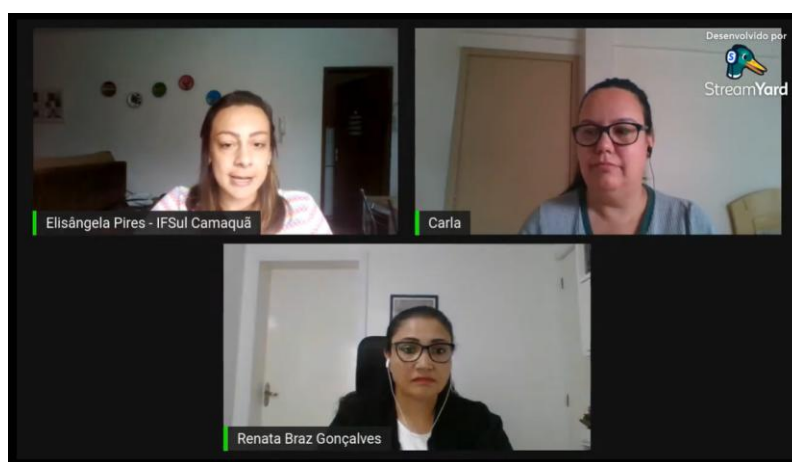 Desenvolvido por
StreamYard
Elisângela Pires - IFSul Camaquã
Carla
Renata Braz Gonçalves